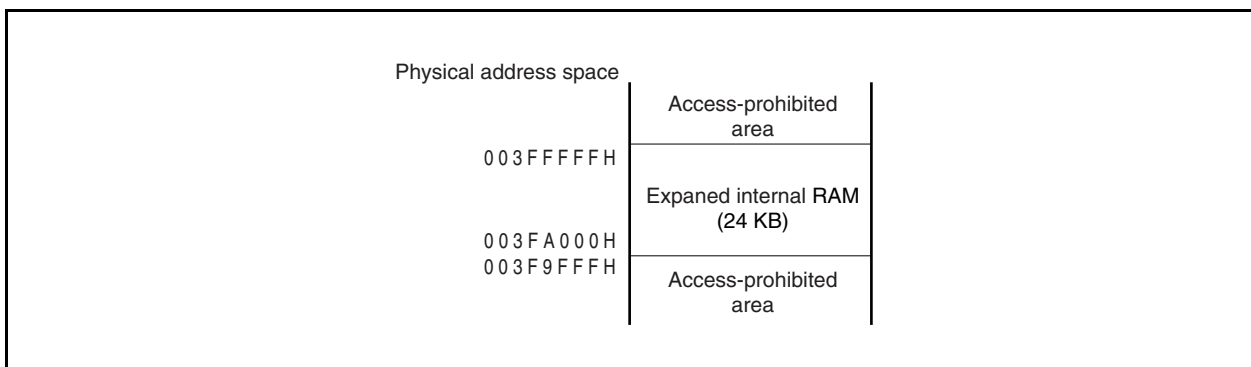 Physical address space
Access-prohibited
area
003FFFFFH
Expaned internal RAM
(24 KB)
003FA000H
003F9FFFH
Access-prohibited
area